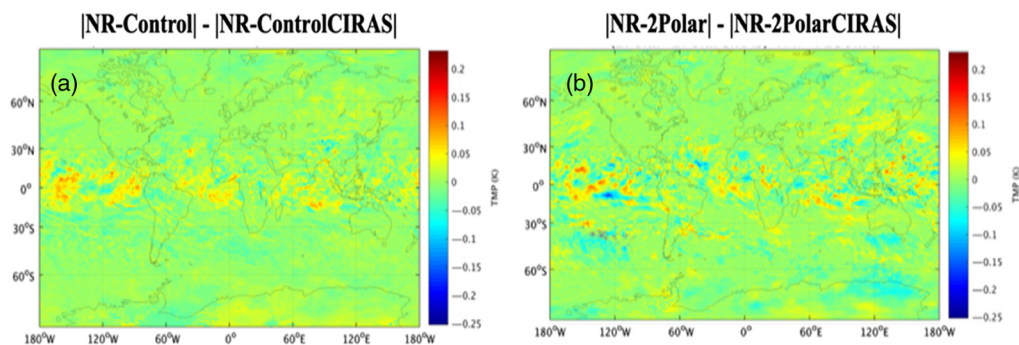 |NR-Control| - |NR-ControlCIRAS|
(a)
60°N
30°N
0°
30°S
60°S
180°W 120°W 60°W 0° 60°E 120°E 180°W
0.2
0.15
0.1
0.05
0
−0.05
−0.1
−0.15
−0.2
−0.25
TMP (K)
|NR-2Polar| - |NR-2PolarCIRAS|
(b)
60°N
30°N
0°
30°S
60°S
180°W 120°W 60°W 0° 60°E 120°E 180°W
0.2
0.15
0.1
0.05
0
−0.05
−0.1
−0.15
−0.2
−0.25
TMP (K)